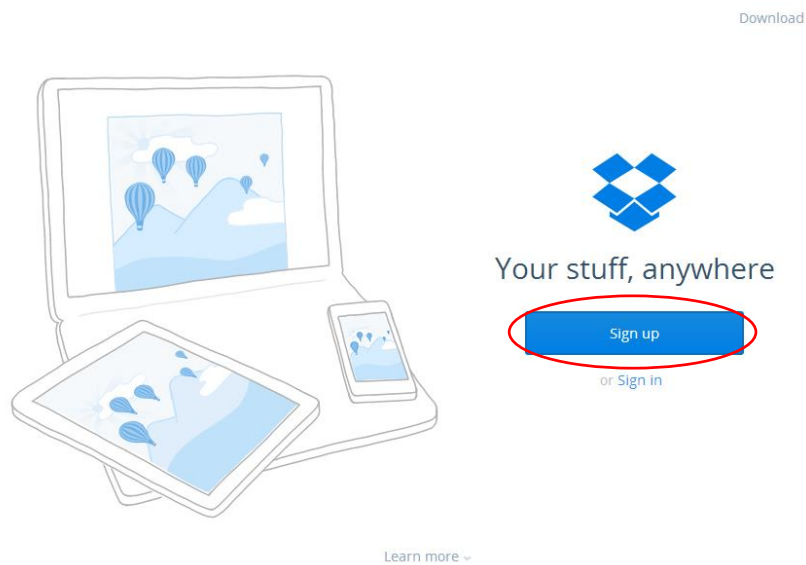 Download
Your stuff, anywhere
Sign up
or Sign in
Learn more